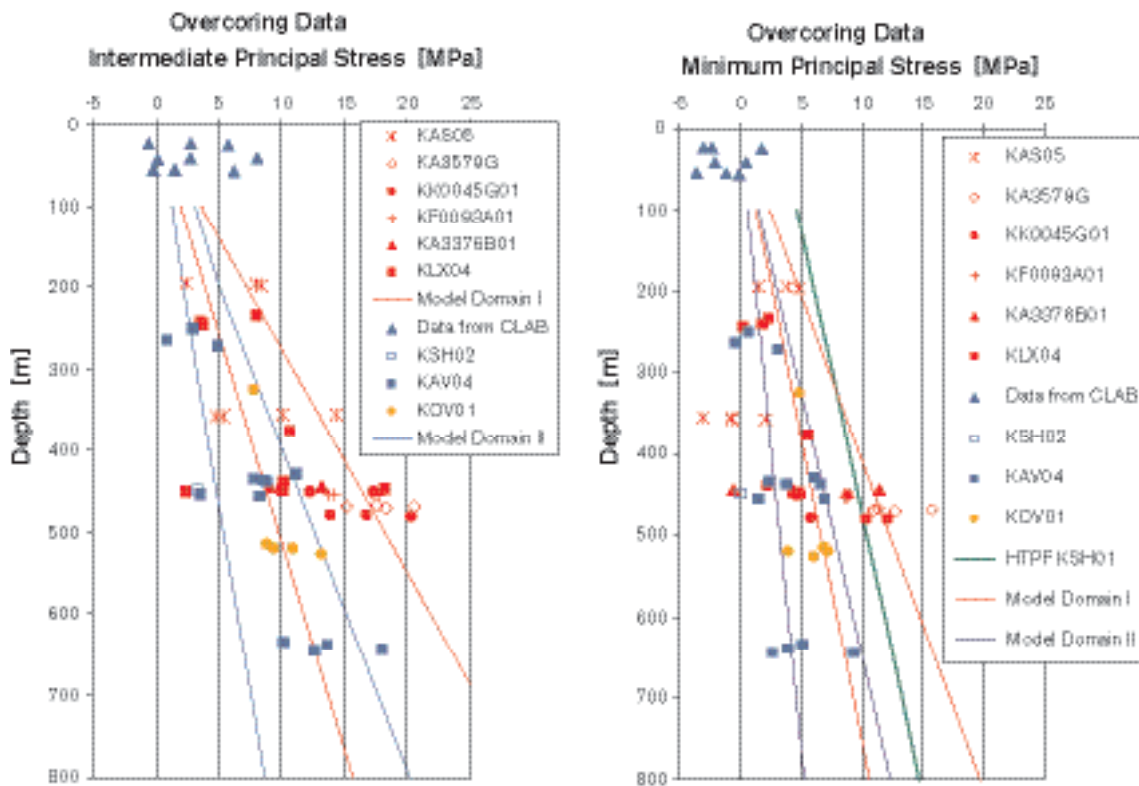 Overcoring Data
Intermediate Principal Stress [MPa]
-5 0 5 10 15 20 25
0
100
200
300
400
500
600
700
800
Depth [m]
KAS05
KA3579G
KK0045G01
KF0093A01
KA3376B01
KLX04
Model Domain I
Data from CLAB
KSH02
KAV04
KOV01
Model Domain II
Overcoring Data
Minimum Principal Stress [MPa]
-5 0 5 10 15 20 25
0
100
200
300
400
500
600
700
800
Depth [m]
KAS05
KA3579G
KK0045G01
KF0093A01
KA3376B01
KLX04
Data from CLAB
KSH02
KAV04
KOV01
HTPF KSH01
Model Domain I
Model Domain II